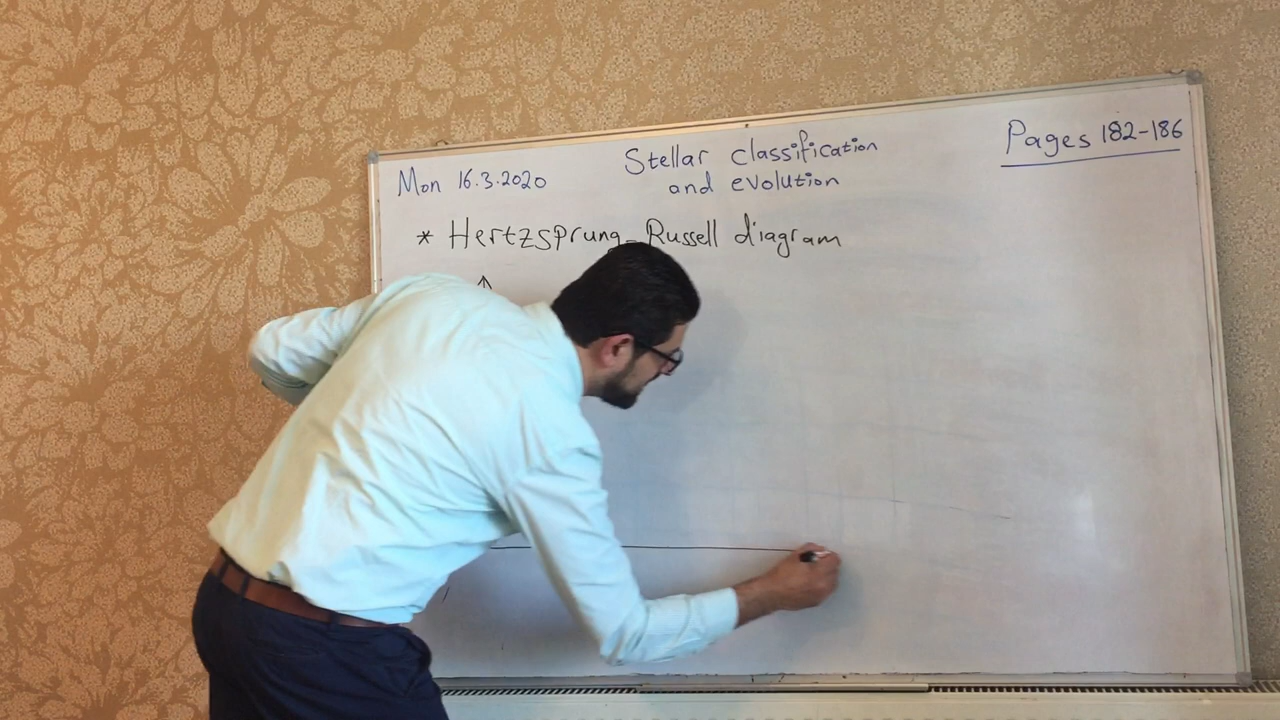 Mon 16.3.2020
Stellar classification
and evolution
Pages 182-186
* Hertzsprung-Russell diagram